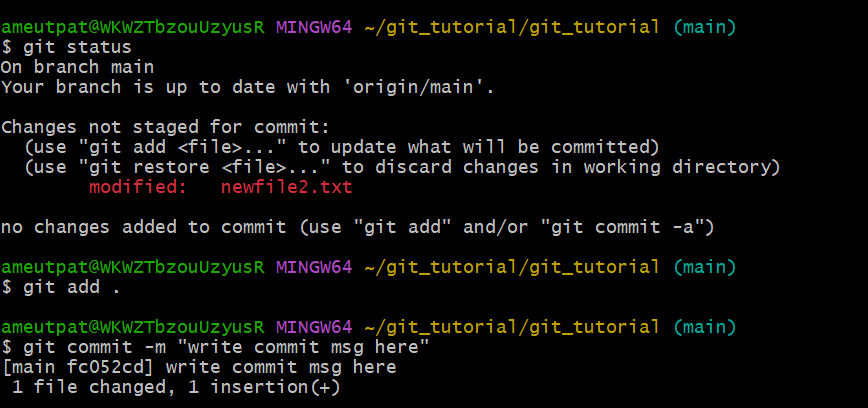 ameutpat@WKWZTbzouUzyusR MINGW64 ~/git_tutorial/git_tutorial (main)
$ git status
On branch main
Your branch is up to date with 'origin/main'.
Changes not staged for commit:
  (use "git add <file>..." to update what will be committed)
  (use "git restore <file>..." to discard changes in working directory)
        modified:   newfile2.txt
no changes added to commit (use "git add" and/or "git commit -a")
ameutpat@WKWZTbzouUzyusR MINGW64 ~/git_tutorial/git_tutorial (main)
$ git add .
ameutpat@WKWZTbzouUzyusR MINGW64 ~/git_tutorial/git_tutorial (main)
$ git commit -m "write commit msg here"
[main fc052cd] write commit msg here
 1 file changed, 1 insertion(+)